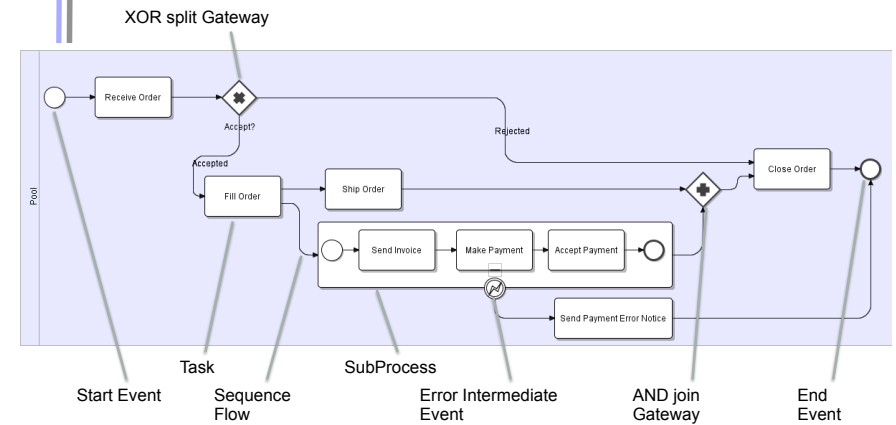 XOR split Gateway
Receive Order
Accept?
Rejected
Accepted
Close Order
Pool
Fill Order
Ship Order
Send Invoice
Make Payment
Accept Payment
Send Payment Error Notice
Task
SubProcess
Start Event
Sequence
Flow
Error Intermediate
Event
AND join
Gateway
End
Event